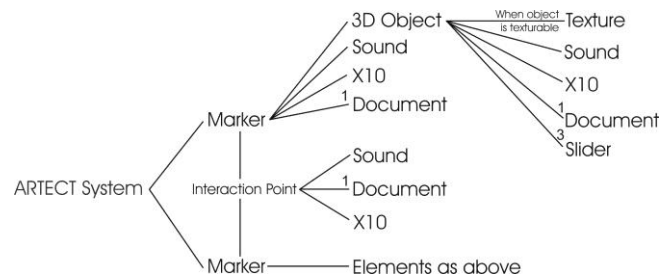 3D Object
When object
is texturable
Texture
Sound
Sound
X10
X10
1 Document
1 Document
Marker
3 Slider
Sound
ARTECT System
Interaction Point
1 Document
X10
Marker
Elements as above